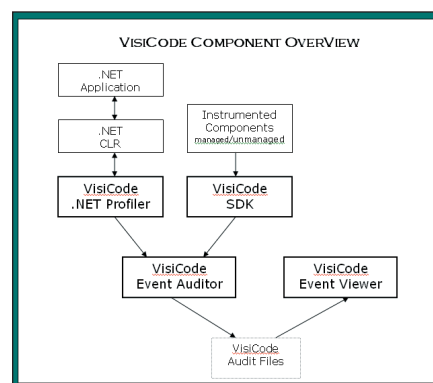 VISICODE COMPONENT OVERVIEW
.NET
Application
.NET
CLR
Instrumented
Components
managed/unmanaged
VisiCode
.NET Profiler
VisiCode
SDK
VisiCode
Event Auditor
VisiCode
Event Viewer
VisiCode
Audit Files